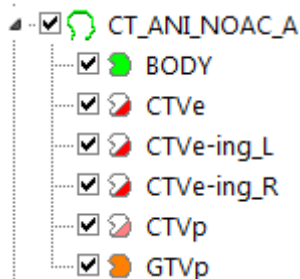 CT_ANI_NOAC_A
BODY
CTVe
CTVe-ing_L
CTVe-ing_R
CTVp
GTVp